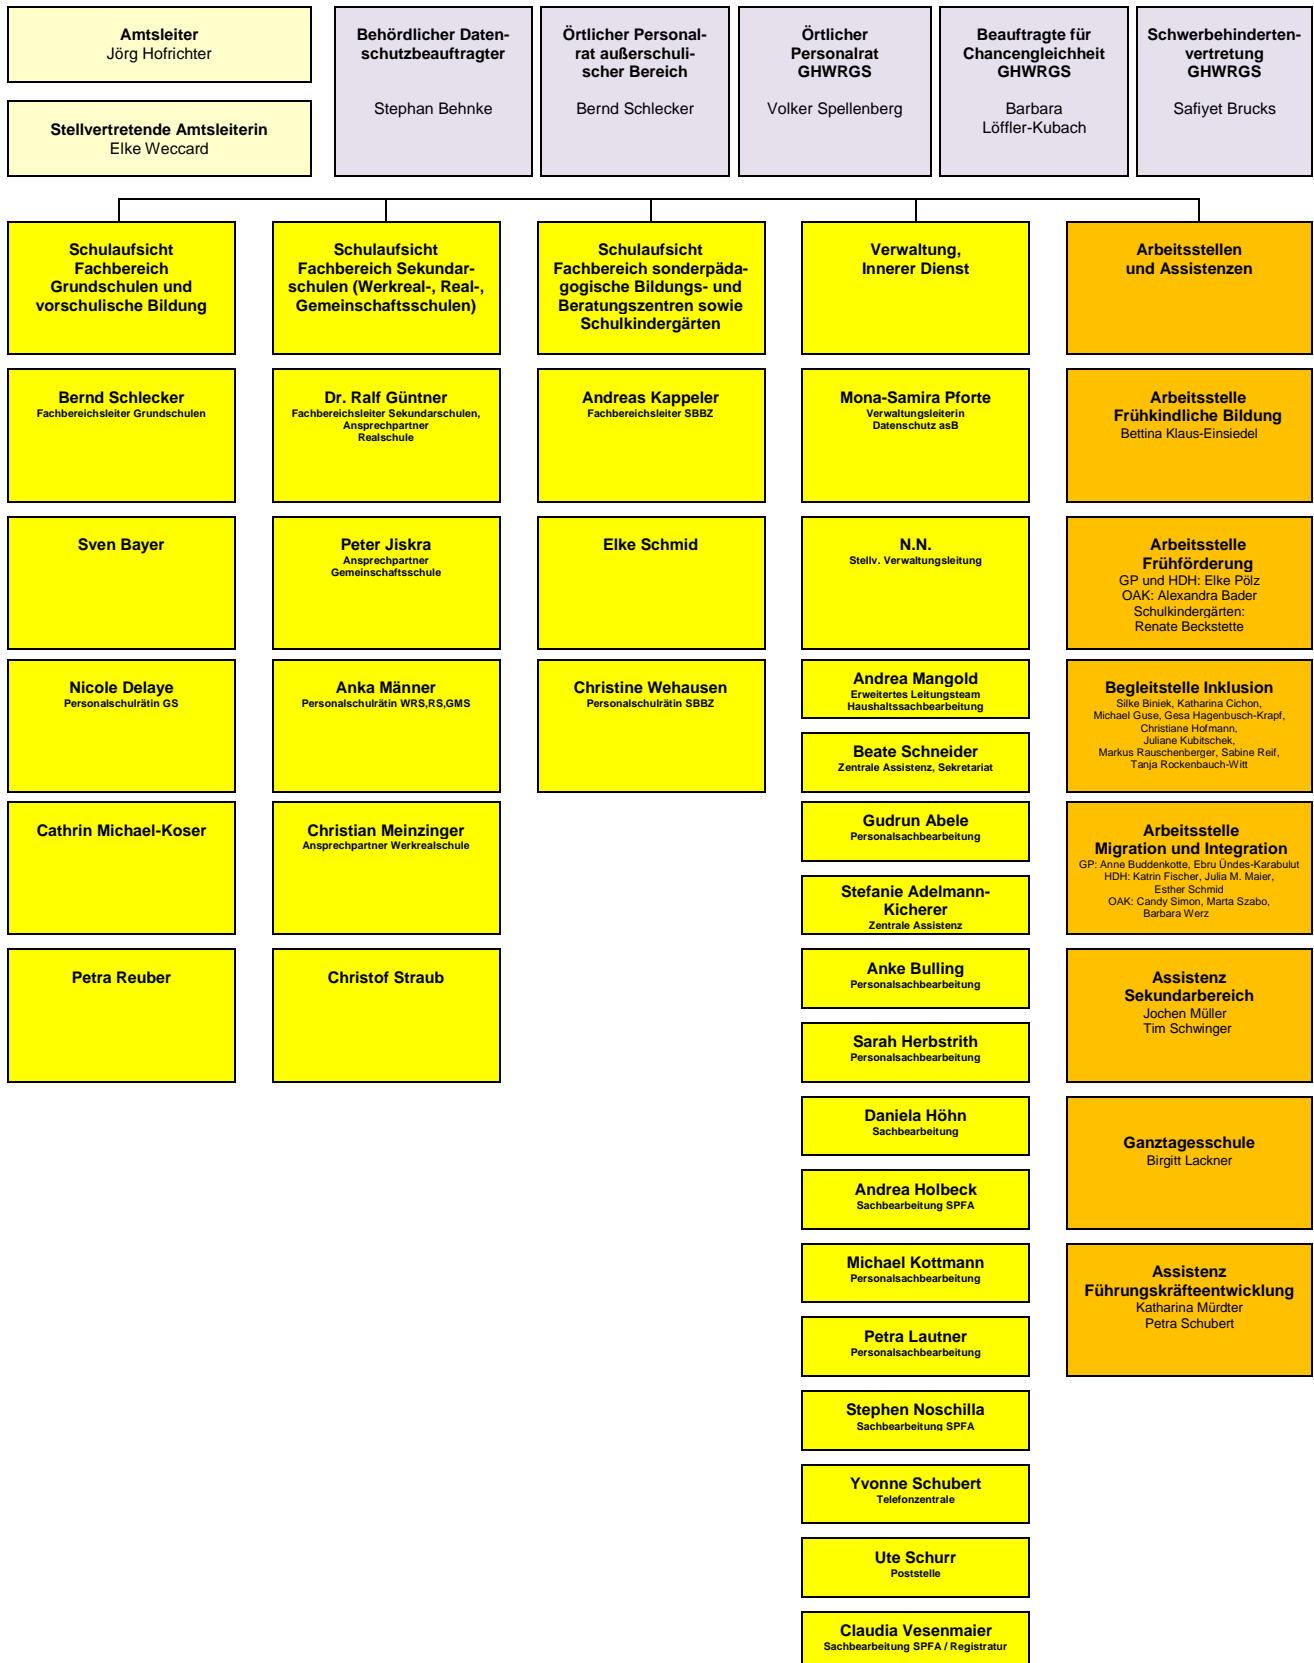 Amtsleiter
Jörg Hofrichter
Stellvertretende Amtsleiterin
Elke Weccard
Behördlicher Daten-
schutzbeauftragter
Stephan Behnke
Örtlicher Personal-
rat außerschuli-
scher Bereich
Bernd Schlecker
Örtlicher
Personalrat
GHWRGS
Volker Spellenberg
Beauftragte für
Chancengleichheit
GHWRGS
Barbara
Löffler-Kubach
Schwerbehinderten-
vertretung
GHWRGS
Safiyet Brucks
Schulaufsicht
Fachbereich
Grundschulen und
vorschulische Bildung
Bernd Schlecker
Fachbereichsleiter Grundschulen
Sven Bayer
Nicole Delaye
Personalschulrätin GS
Cathrin Michael-Koser
Petra Reuber
Schulaufsicht
Fachbereich Sekundar-
schulen (Werkreal-, Real-,
Gemeinschaftsschulen)
Dr. Ralf Güntner
Fachbereichsleiter Sekundarschulen,
Ansprechpartner
Realschule
Peter Jiskra
Ansprechpartner
Gemeinschaftsschule
Anka Männer
Personalschulrätin WRS,RS,GMS
Christian Meinzinger
Ansprechpartner Werkrealschule
Christof Straub
Schulaufsicht
Fachbereich sonderpäda-
gogische Bildungs- und
Beratungszentren sowie
Schulkindergärten
Andreas Kappeler
Fachbereichsleiter SBBZ
Elke Schmid
Christine Wehausen
Personalschulrätin SBBZ
Verwaltung,
Innerer Dienst
Mona-Samira Pforte
Verwaltungsleiterin
Datenschutz asB
N.N.
Stellv. Verwaltungsleitung
Andrea Mangold
Erweitertes Leitungsteam
Haushaltssachbearbeitung
Beate Schneider
Zentrale Assistenz, Sekretariat
Gudrun Abele
Personalsachbearbeitung
Stefanie Adelmann-
Kicherer
Zentrale Assistenz
Anke Bulling
Personalsachbearbeitung
Sarah Herbstrith
Personalsachbearbeitung
Daniela Höhn
Sachbearbeitung
Andrea Holbeck
Sachbearbeitung SPFA
Michael Kottmann
Personalsachbearbeitung
Petra Lautner
Personalsachbearbeitung
Stephen Noschilla
Sachbearbeitung SPFA
Yvonne Schubert
Telefonzentrale
Ute Schurr
Poststelle
Claudia Vesenmaier
Sachbearbeitung SPFA / Registratur
Arbeitsstellen
und Assistenzen
Arbeitsstelle
Frühkindliche Bildung
Bettina Klaus-Einsiedel
Arbeitsstelle
Frühförderung
GP und HDH: Elke Pölz
OAK: Alexandra Bader
Schulkindergärten:
Renate Beckstette
Begleitstelle Inklusion
Silke Biniek, Katharina Cichon,
Michael Guse, Gesa Hagenbusch-Krapf,
Christiane Hofmann,
Juliane Kubitschek,
Markus Rauschenberger, Sabine Reif,
Tanja Rockenbauch-Witt
Arbeitsstelle
Migration und Integration
GP: Anne Buddenkotte, Ebru Ündes-Karabulut
HDH: Katrin Fischer, Julia M. Maier,
Esther Schmid
OAK: Candy Simon, Marta Szabo,
Barbara Werz
Assistenz
Sekundarbereich
Jochen Müller
Tim Schwinger
Ganztagesschule
Birgitt Lackner
Assistenz
Führungskräfteentwicklung
Katharina Mürdter
Petra Schubert